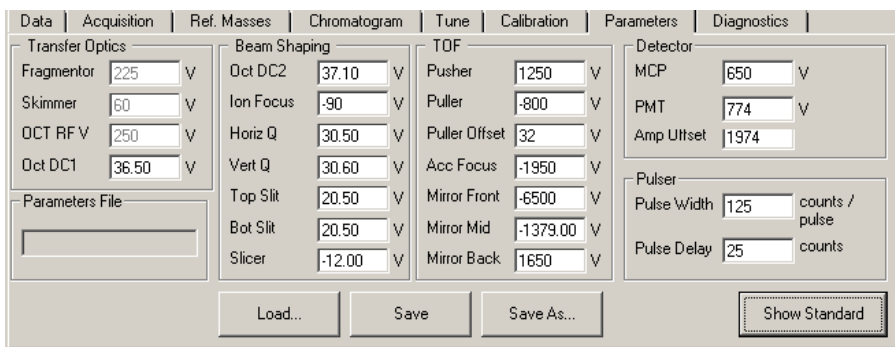 Data Acquisition Ref. Masses Chromatogram Tune Calibration Parameters Diagnostics
Transfer Optics
Fragmentor 225 V
Skimmer 60 V
OCT RF V 250 V
Oct DC1 36.50 V
Parameters File
Beam Shaping
Oct DC2 37.10 V
Ion Focus -90 V
Horiz Q 30.50 V
Vert Q 30.60 V
Top Slit 20.50 V
Bot Slit 20.50 V
Slicer -12.00 V
TOF
Pusher 1250 V
Puller -800 V
Puller Offset 32 V
Acc Focus -1950 V
Mirror Front -6500 V
Mirror Mid -1379.00 V
Mirror Back 1650 V
Detector
MCP 650 V
PMT 774 V
Amp Offset 1974
Pulser
Pulse Width 125 counts /
pulse
Pulse Delay 25 counts
Load... Save Save As... Show Standard